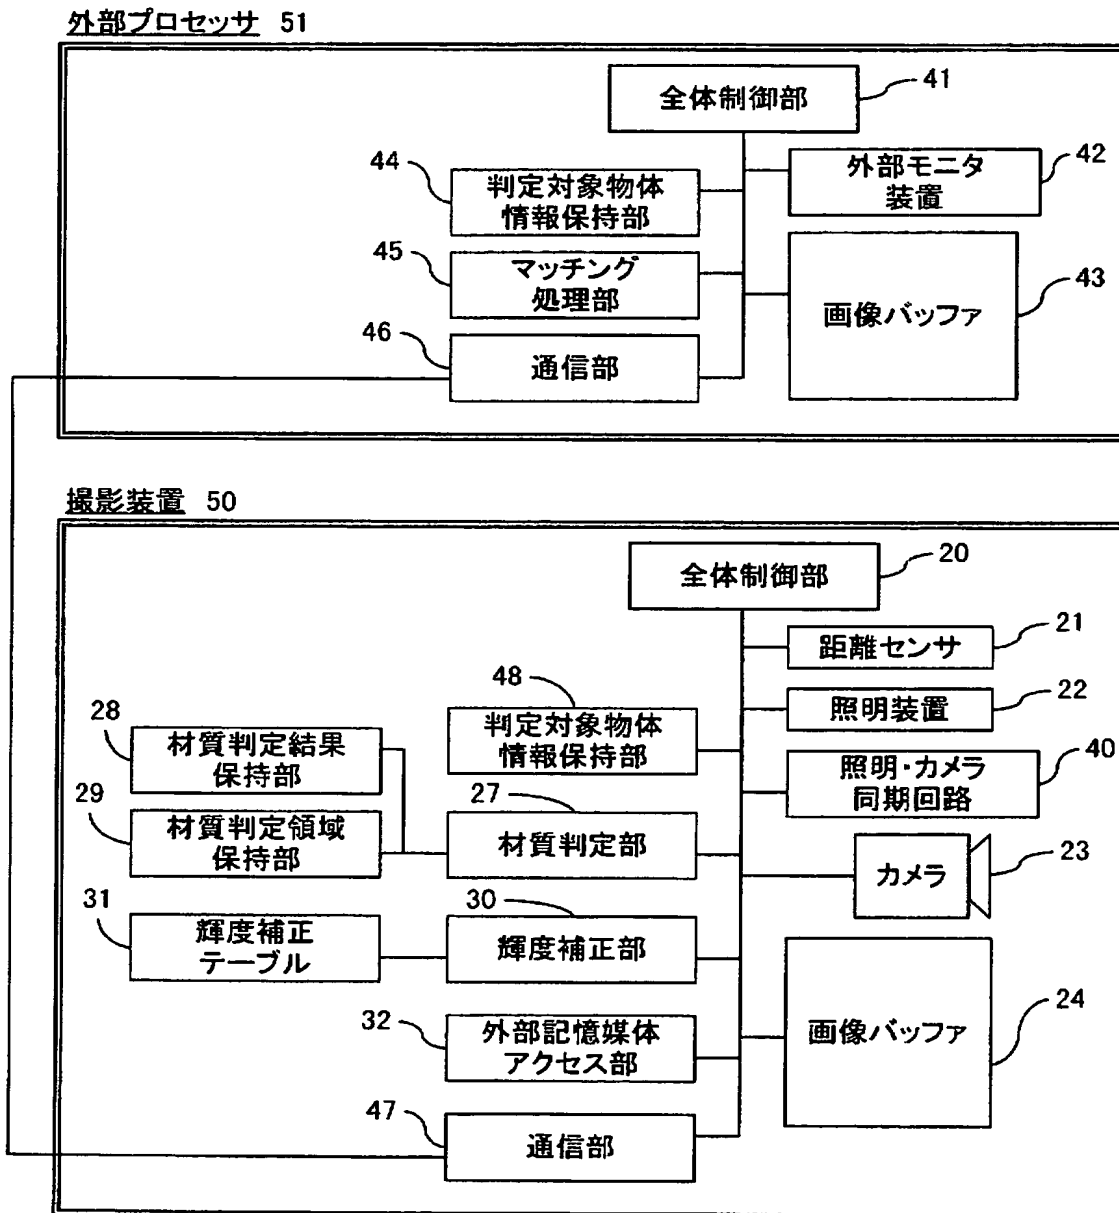 外部プロセッサ 51
全体制御部
41
44
判定対象物体
情報保持部
外部モニタ
装置
42
45
マッチング
処理部
画像バッファ
43
46
通信部
撮影装置 50
全体制御部
20
距離センサ
21
48
判定対象物体
情報保持部
照明装置
22
28
材質判定結果
保持部
照明・カメラ
同期回路
40
29
材質判定領域
保持部
27
材質判定部
カメラ
23
31
輝度補正
テーブル
30
輝度補正部
32
外部記憶媒体
アクセス部
画像バッファ
24
47
通信部